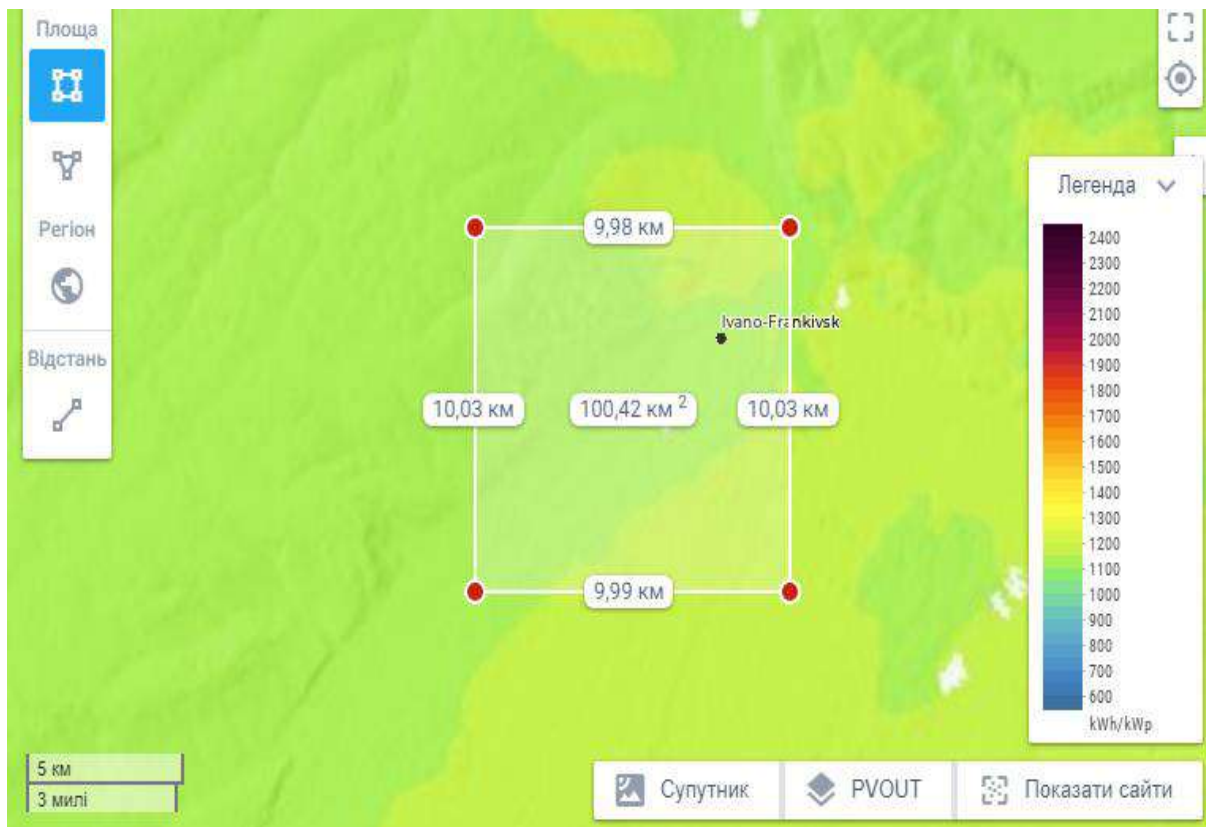 Площа
Регіон
Відстань
9,98 км
Ivano-Frankivsk
10,03 км
100,42 км ²
10,03 км
9,99 км
Легенда
2400
2300
2200
2100
2000
1900
1800
1700
1600
1500
1400
1300
1200
1100
1000
900
800
700
600
kWh/kWp
5 км
3 милі
Супутник
PVOUT
Показати сайти